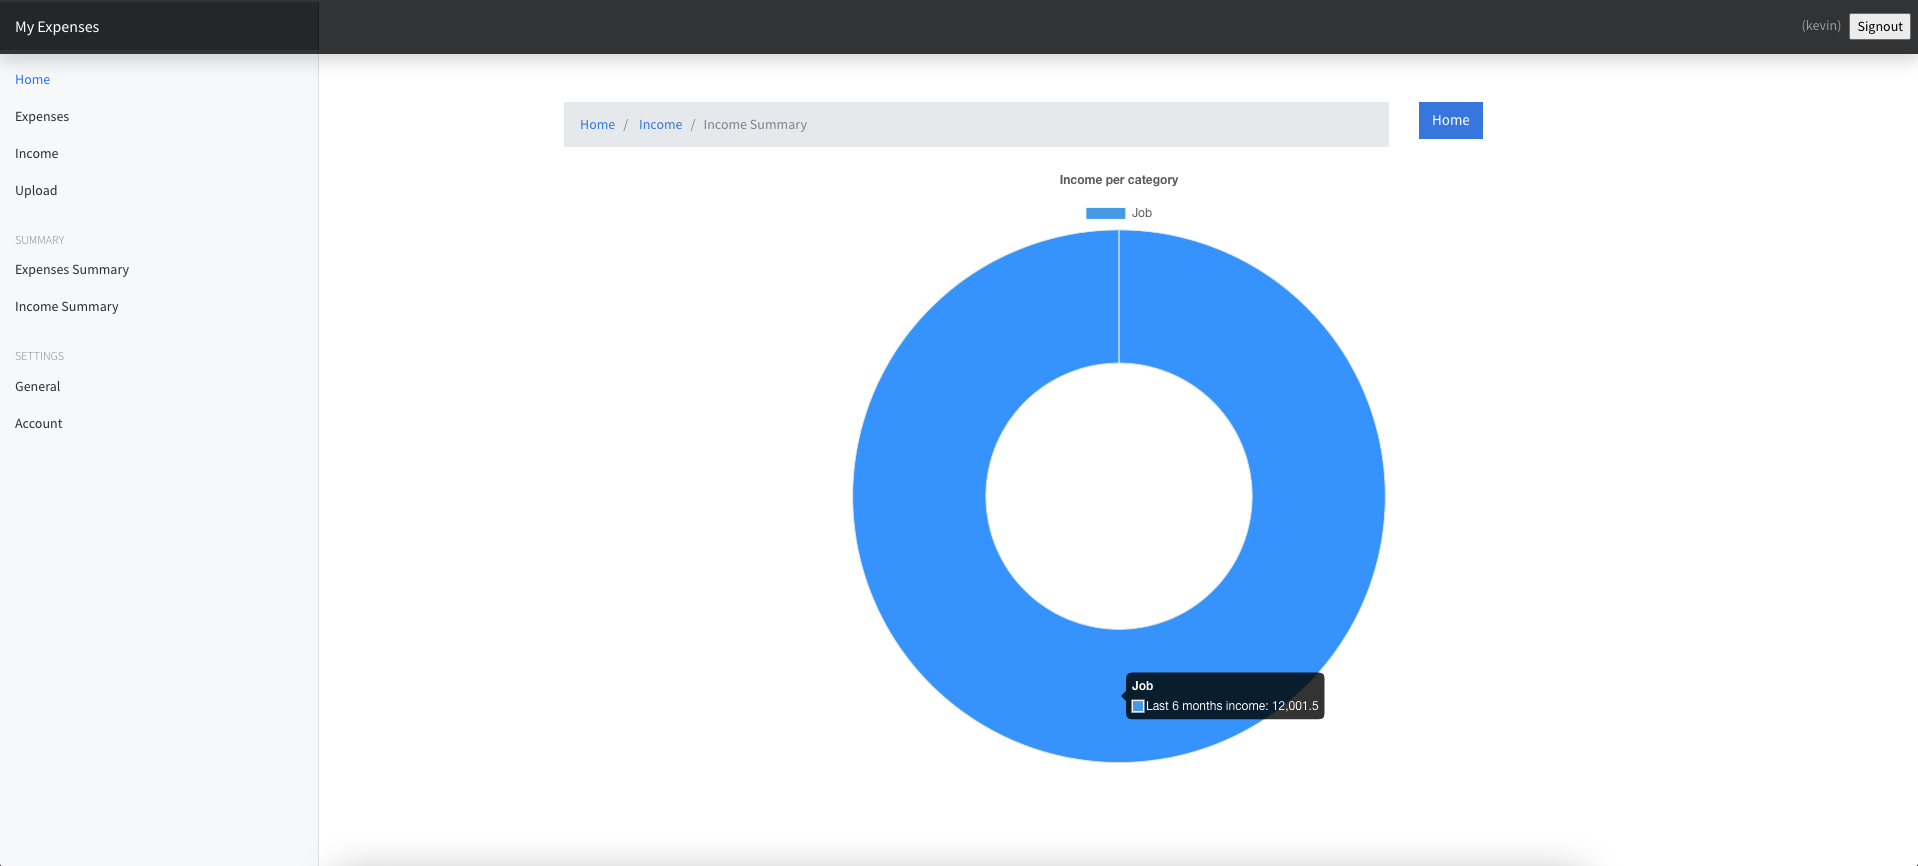 My Expenses
(kevin) Signout
Home
Expenses
Income
Upload
SUMMARY
Expenses Summary
Income Summary
SETTINGS
General
Account
Home / Income / Income Summary
Home
Income per category
Job
Job
Last 6 months income: 12,001.5